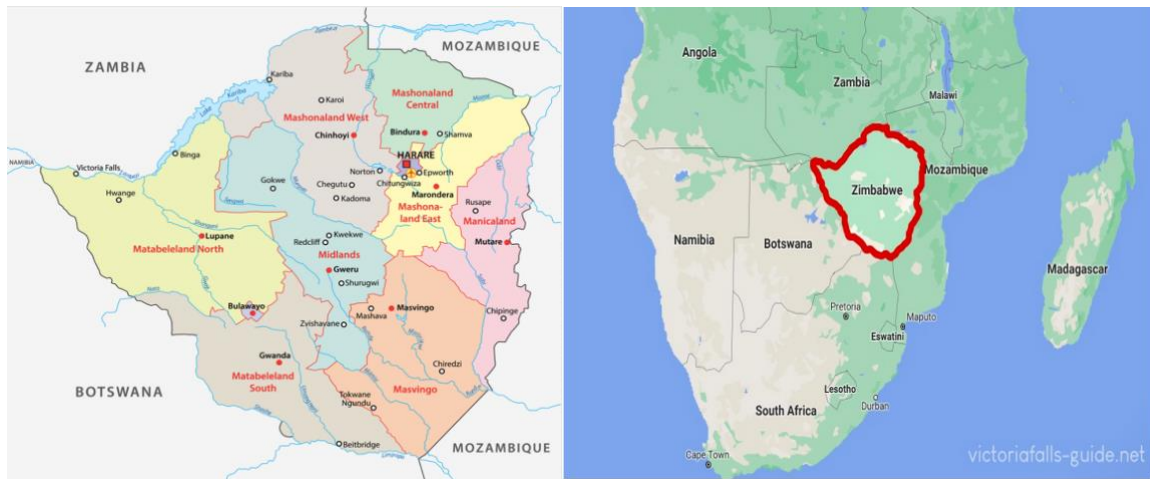 MOZAMBIQUE
ZAMBIA
Kariba
Karoi
Mashonaland
Central
Mashonaland West
Chinhoyi
Bindura
Shamva
HARARE
Binga
Norton
Epworth
NAMIBIA
Victoria Falls
Chitungwiza
Gokwe
Chegutu
Marondera
Hwange
Kadoma
Mashona-
land East
Rusape
Manicaland
Kwekwe
Lupane
Redcliff
Mutare
Matabeleland North
Midlands
Gweru
Shurugwi
Bulawayo
Masvingo
Mashava
Chipinge
Zvishavane
Gwanda
Chiredzi
Matabeleland
South
Masvingo
BOTSWANA
Tokwane
Ngundu
Beitbridge
MOZAMBIQUE
Angola
Zambia
Malawi
Mozambique
Zimbabwe
Namibia
Botswana
Madagascar
Pretoria
Maputo
Eswatini
Lesotho
South Africa
Durban
Cape Town
victoriafalls-guide.net